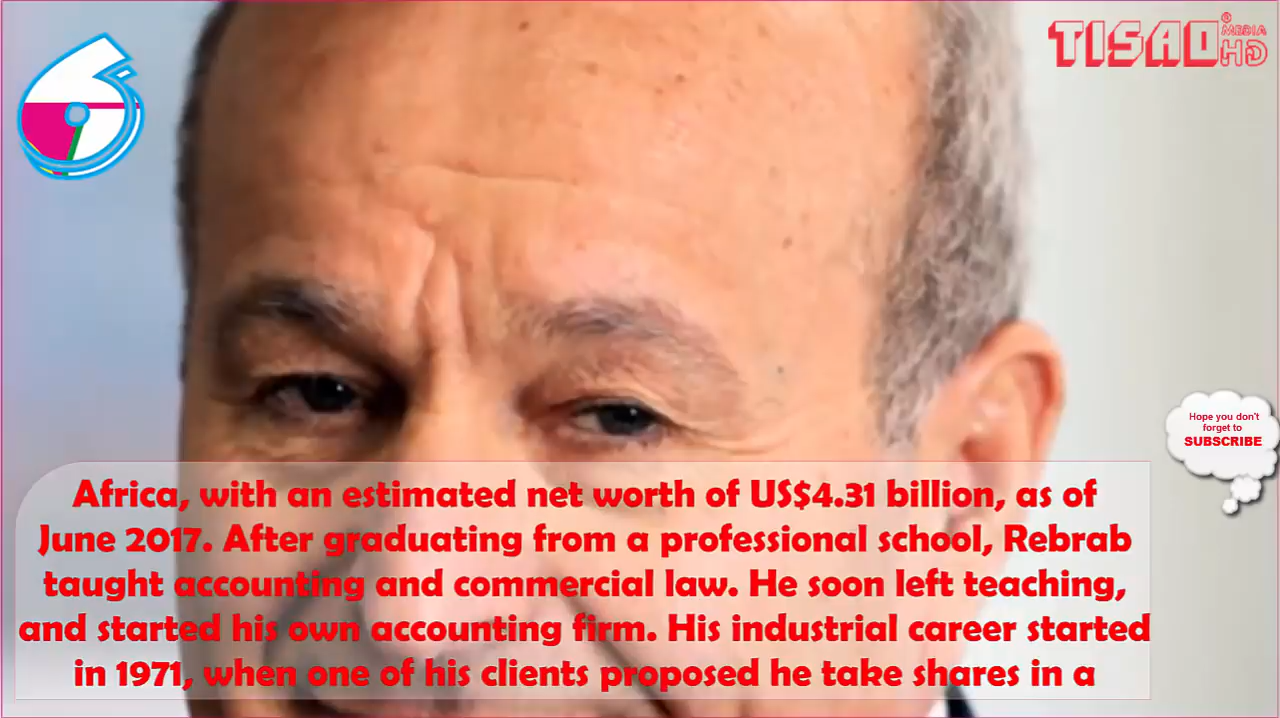 6
TISAD® MEDIA HD
Hope you don't
forget to
SUBSCRIBE
Africa, with an estimated net worth of US$4.31 billion, as of
June 2017. After graduating from a professional school, Rebrab
taught accounting and commercial law. He soon left teaching,
and started his own accounting firm. His industrial career started
in 1971, when one of his clients proposed he take shares in a